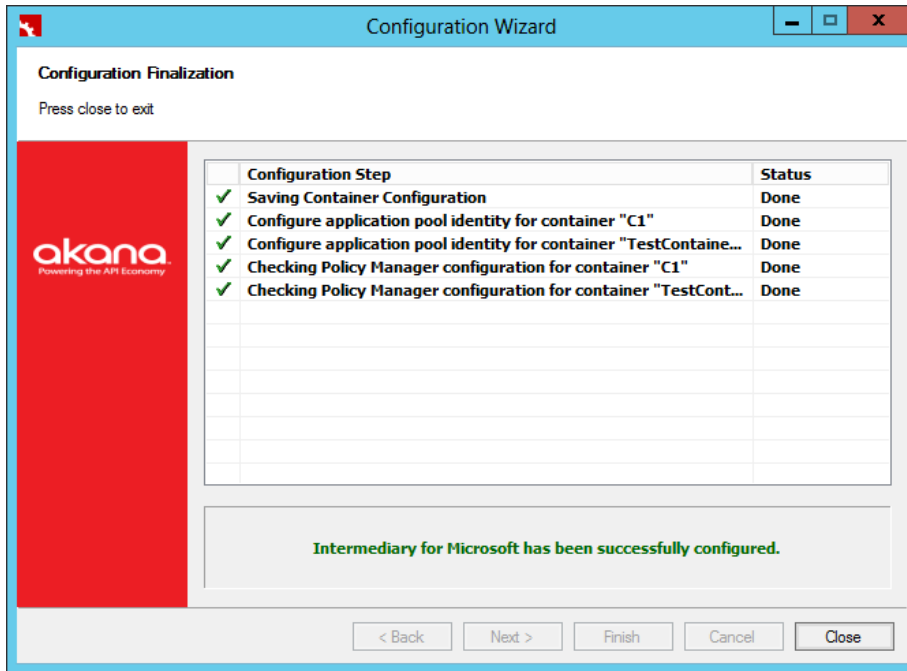 Configuration Wizard
Configuration Finalization
Press close to exit
akana
Powering the API Economy
Configuration Step Status
Saving Container Configuration Done
Configure application pool identity for container "C1" Done
Configure application pool identity for container "TestContaine... Done
Checking Policy Manager configuration for container "C1" Done
Checking Policy Manager configuration for container "TestCont... Done
Intermediary for Microsoft has been successfully configured.
< Back Next > Finish Cancel Close